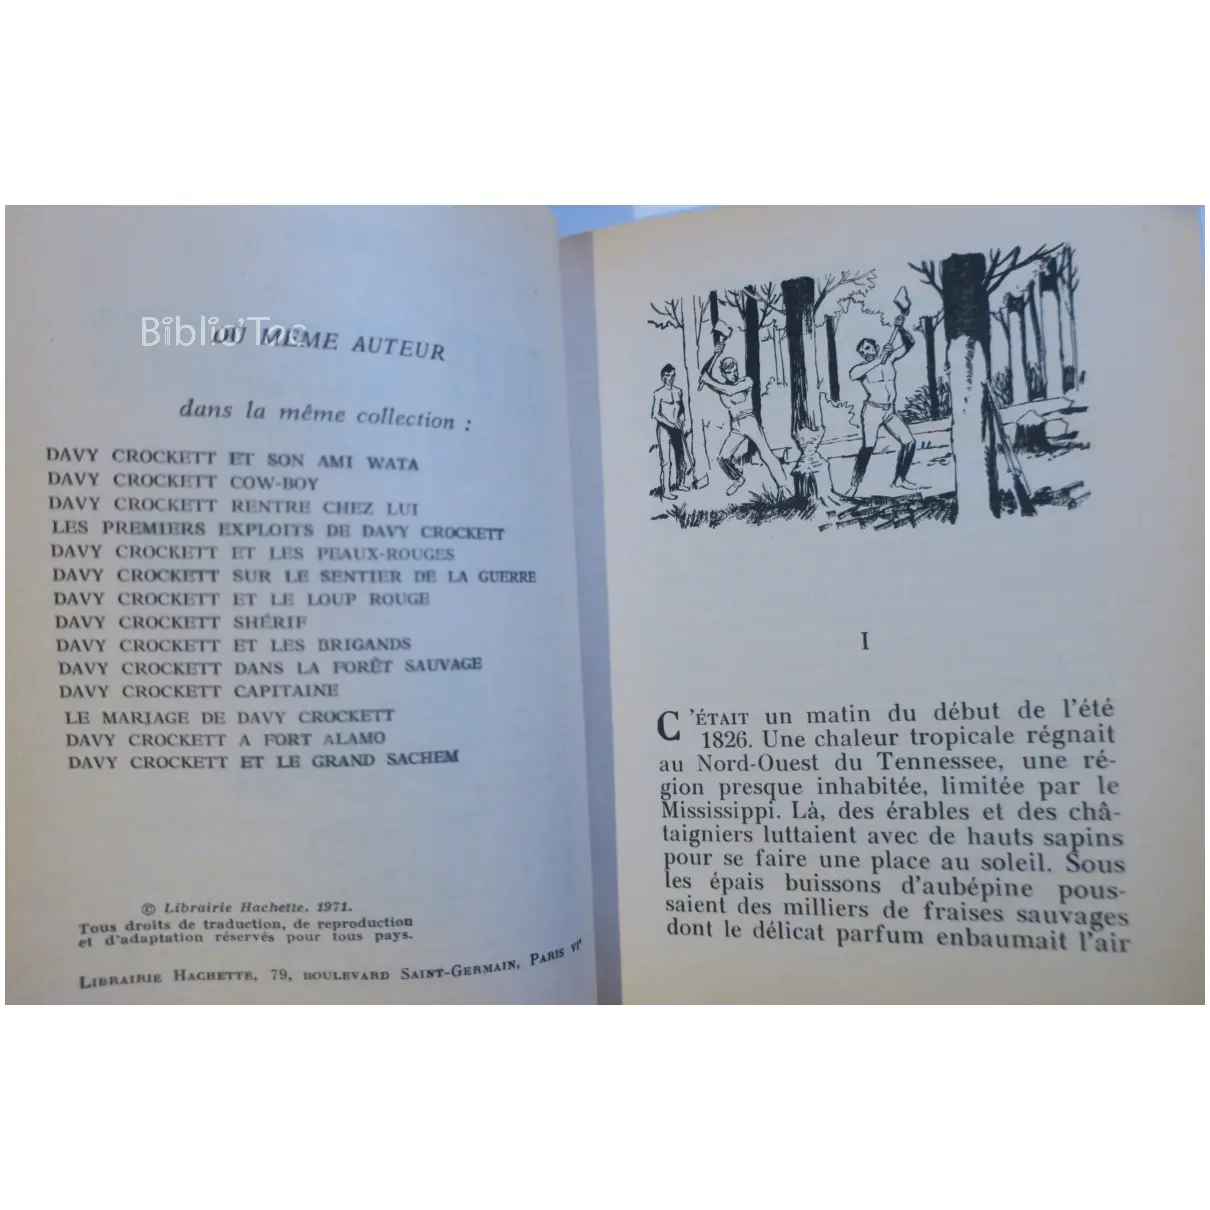 Biblio'Toc
DU MÊME AUTEUR
dans la même collection :
DAVY CROCKETT ET SON AMI WATA
DAVY CROCKETT COW-BOY
DAVY CROCKETT RENTRE CHEZ LUI
LES PREMIERS EXPLOITS DE DAVY CROCKETT
DAVY CROCKETT ET LES PEAUX-ROUGES
DAVY CROCKETT SUR LE SENTIER DE LA GUERRE
DAVY CROCKETT ET LE LOUP ROUGE
DAVY CROCKETT SHÉRIF
DAVY CROCKETT ET LES BRIGANDS
DAVY CROCKETT DANS LA FORÊT SAUVAGE
DAVY CROCKETT CAPITAINE
LE MARIAGE DE DAVY CROCKETT
DAVY CROCKETT A FORT ALAMO
DAVY CROCKETT ET LE GRAND SACHEM
© Librairie Hachette, 1971.
Tous droits de traduction, de reproduction
et d'adaptation réservés pour tous pays.
LIBRAIRIE HACHETTE, 79, BOULEVARD SAINT-GERMAIN, PARIS VIe
I
C'ÉTAIT un matin du début de l'été
1826. Une chaleur tropicale régnait
au Nord-Ouest du Tennessee, une ré-
gion presque inhabitée, limitée par le
Mississippi. Là, des érables et des châ-
taigniers luttaient avec de hauts sapins
pour se faire une place au soleil. Sous
les épais buissons d'aubépine pous-
saient des milliers de fraises sauvages
dont le délicat parfum enbaumait l'air